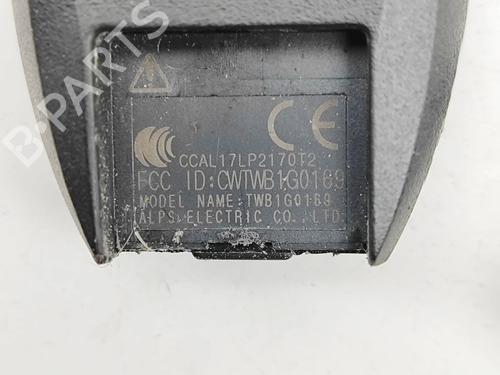 CE
CCAL17LP2170T2
FCC ID:CWTWB1G0169
MODEL NAME:TWB1G0169
ALPS ELECTRIC CO., LTD.
B-PARTS